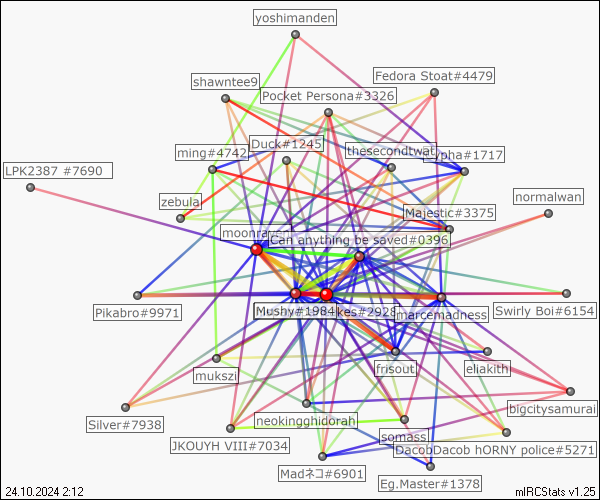 yoshimanden
shawntee9
Fedora Stoat#4479
Pocket Persona#3326
Duck#1245
thesecondtwat
ming#4742
ypha#1717
LPK2387 #7690
zebula
normalwan
Majestic#3375
moonra
Can anything be saved#0396
Pikabro#9971
Mushy#1984
kes#2928
marcemadness
Swirly Boi#6154
frisout
eliakith
mukszi
bigcitysamurai
Silver#7938
neokingghidorah
somass
JKOUYH VIII#7034
DacobDacob hORNY police#5271
Madネコ#6901
Eg.Master#1378
24.10.2024 2:12
mIRCStats v1.25